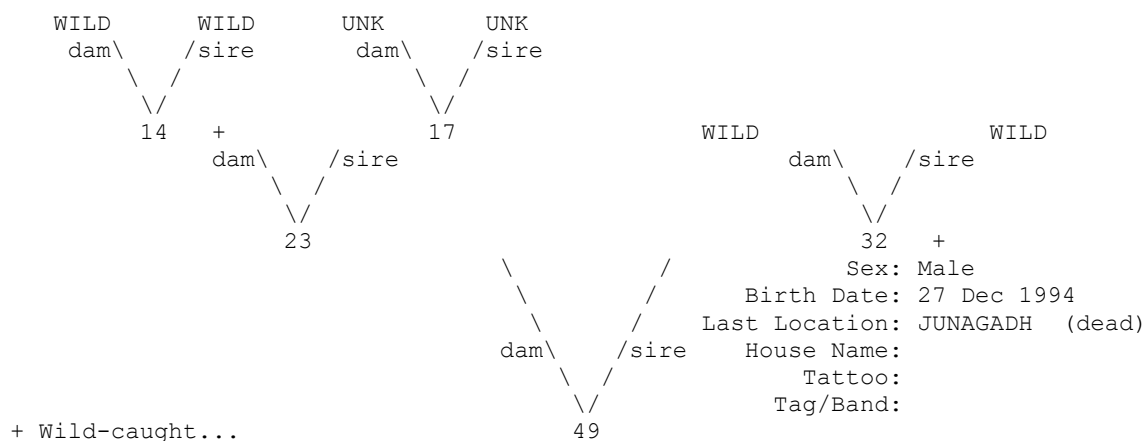 WILD WILD UNK UNK
dam\ /sire dam\ /sire
\ / \ /
\/ \/
14 + 17 WILD WILD
dam\ /sire dam\ /sire
\ / \ /
\/ \/
23 32 +
\ / Sex: Male
\ / Birth Date: 27 Dec 1994
\ / Last Location: JUNAGADH (dead)
dam\ /sire House Name:
\ / Tattoo:
\/ Tag/Band:
+ Wild-caught... 49